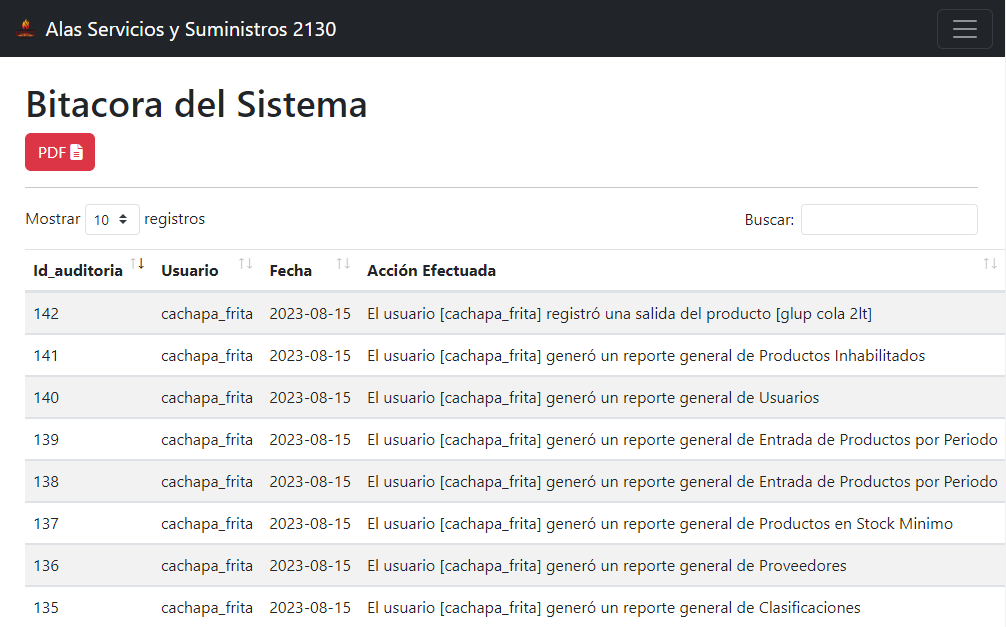 Alas Servicios y Suministros 2130
Bitacora del Sistema
PDF
Mostrar 10 registros Buscar:
Id_auditoria Usuario Fecha Acción Efectuada
142 cachapa_frita 2023-08-15 El usuario [cachapa_frita] registró una salida del producto [glup cola 2lt]
141 cachapa_frita 2023-08-15 El usuario [cachapa_frita] generó un reporte general de Productos Inhabilitados
140 cachapa_frita 2023-08-15 El usuario [cachapa_frita] generó un reporte general de Usuarios
139 cachapa_frita 2023-08-15 El usuario [cachapa_frita] generó un reporte general de Entrada de Productos por Periodo
138 cachapa_frita 2023-08-15 El usuario [cachapa_frita] generó un reporte general de Entrada de Productos por Periodo
137 cachapa_frita 2023-08-15 El usuario [cachapa_frita] generó un reporte general de Productos en Stock Minimo
136 cachapa_frita 2023-08-15 El usuario [cachapa_frita] generó un reporte general de Proveedores
135 cachapa_frita 2023-08-15 El usuario [cachapa_frita] generó un reporte general de Clasificaciones